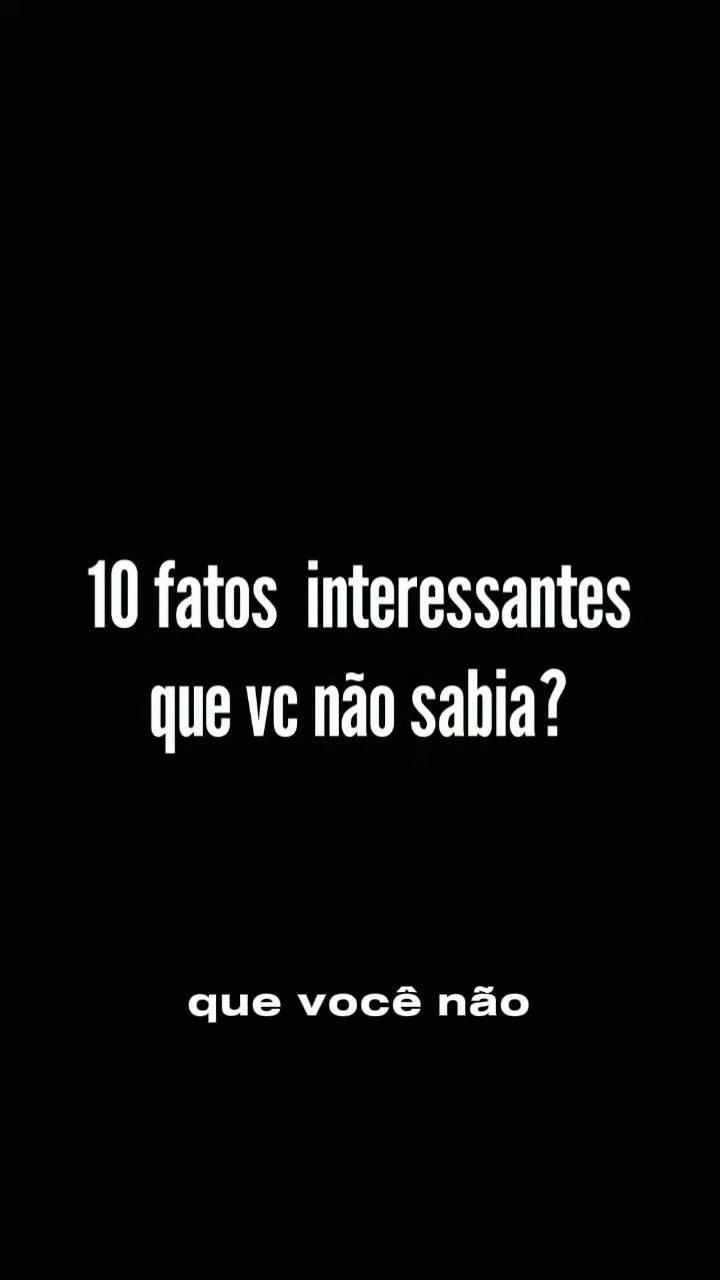 10 fatos interessantes
que vc não sabia?
que você não